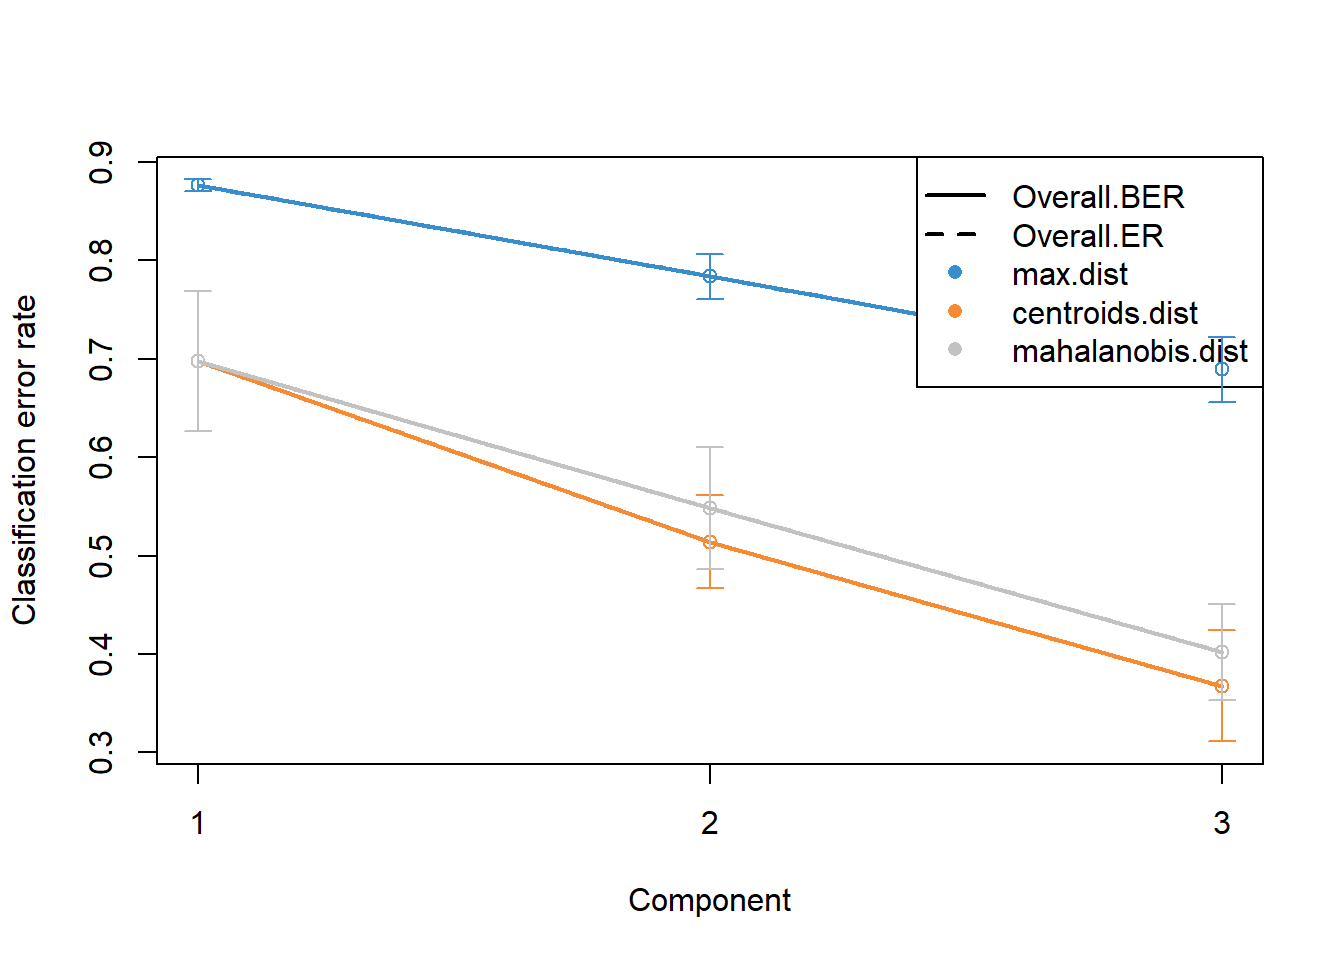 Classification error rate
0.9
0.8
0.7
0.6
0.5
0.4
0.3
Overall.BER
Overall.ER
max.dist
centroids.dist
mahalanobis.dist
1 2 3
Component